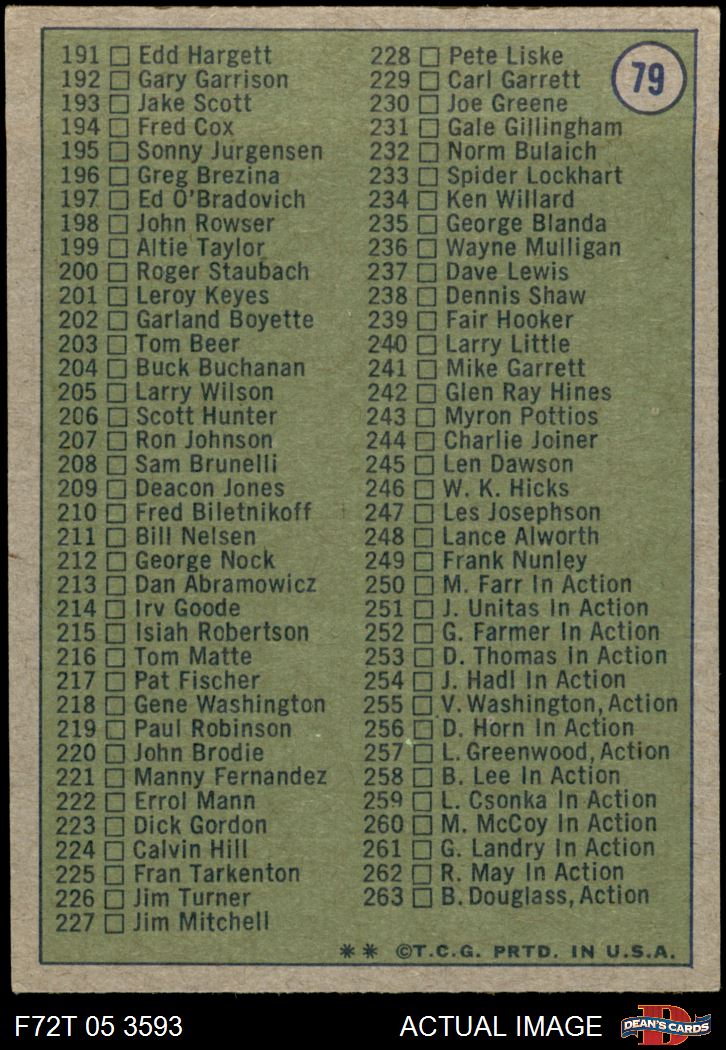 79
191 Edd Hargett
192 Gary Garrison
193 Jake Scott
194 Fred Cox
195 Sonny Jurgensen
196 Greg Brezina
197 Ed O'Bradovich
198 John Rowser
199 Altie Taylor
200 Roger Staubach
201 Leroy Keyes
202 Garland Boyette
203 Tom Beer
204 Buck Buchanan
205 Larry Wilson
206 Scott Hunter
207 Ron Johnson
208 Sam Brunelli
209 Deacon Jones
210 Fred Biletnikoff
211 Bill Nelsen
212 George Nock
213 Dan Abramowicz
214 Irv Goode
215 Isiah Robertson
216 Tom Matte
217 Pat Fischer
218 Gene Washington
219 Paul Robinson
220 John Brodie
221 Manny Fernandez
222 Errol Mann
223 Dick Gordon
224 Calvin Hill
225 Fran Tarkenton
226 Jim Turner
227 Jim Mitchell
228 Pete Liske
229 Carl Garrett
230 Joe Greene
231 Gale Gillingham
232 Norm Bulaich
233 Spider Lockhart
234 Ken Willard
235 George Blanda
236 Wayne Mulligan
237 Dave Lewis
238 Dennis Shaw
239 Fair Hooker
240 Larry Little
241 Mike Garrett
242 Glen Ray Hines
243 Myron Pottios
244 Charlie Joiner
245 Len Dawson
246 W. K. Hicks
247 Les Josephson
248 Lance Alworth
249 Frank Nunley
250 M. Farr In Action
251 J. Unitas In Action
252 G. Farmer In Action
253 D. Thomas In Action
254 J. Hadl In Action
255 V. Washington, Action
256 D. Horn In Action
257 L. Greenwood, Action
258 B. Lee In Action
259 L. Csonka In Action
260 M. McCoy In Action
261 G. Landry In Action
262 R. May In Action
263 B. Douglass, Action
** ©T.C.G. PRTD. IN U.S.A.
F72T 05 3593
ACTUAL IMAGE
D
DEAN'S CARDS